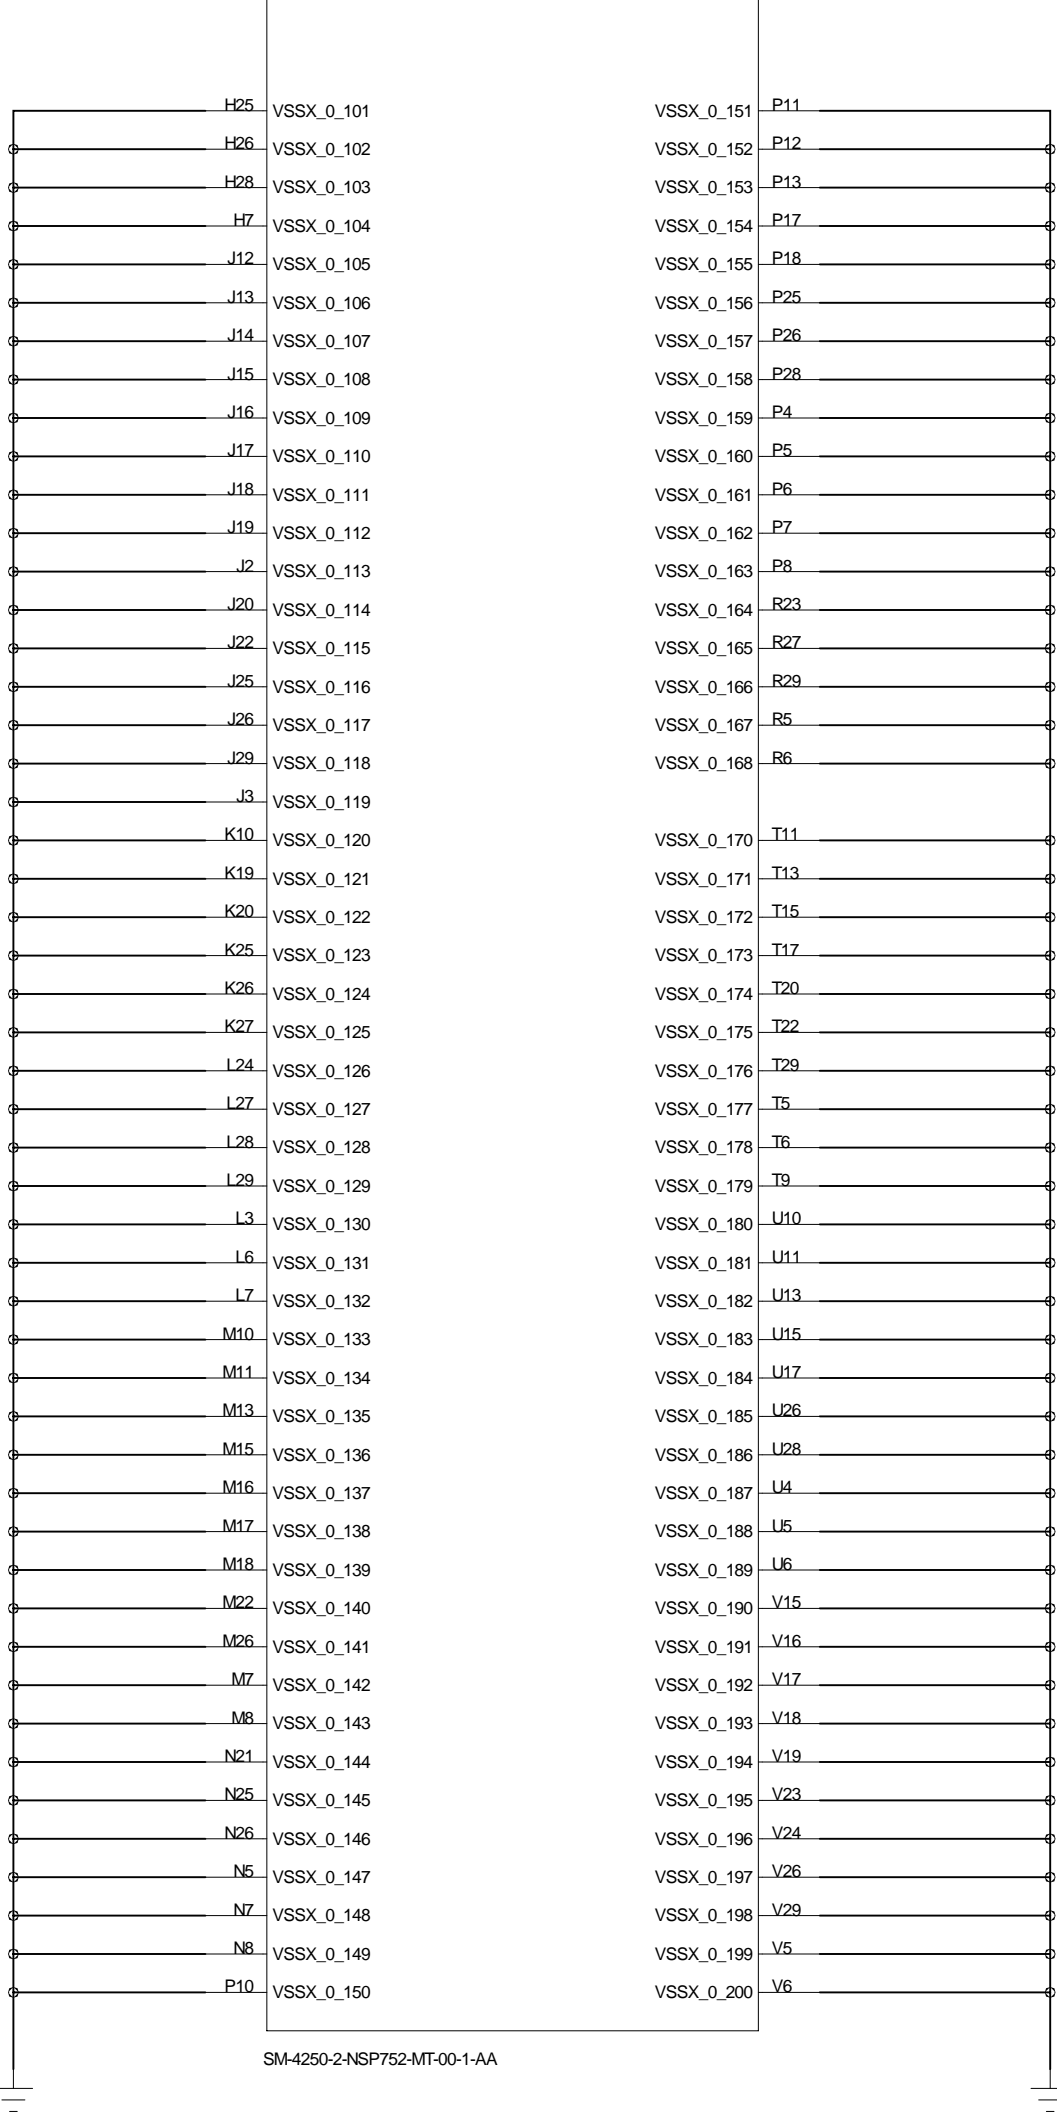 H25 VSSX_0_101 VSSX_0_151 P11
H26 VSSX_0_102 VSSX_0_152 P12
H28 VSSX_0_103 VSSX_0_153 P13
H7 VSSX_0_104 VSSX_0_154 P17
J12 VSSX_0_105 VSSX_0_155 P18
J13 VSSX_0_106 VSSX_0_156 P25
J14 VSSX_0_107 VSSX_0_157 P26
J15 VSSX_0_108 VSSX_0_158 P28
J16 VSSX_0_109 VSSX_0_159 P4
J17 VSSX_0_110 VSSX_0_160 P5
J18 VSSX_0_111 VSSX_0_161 P6
J19 VSSX_0_112 VSSX_0_162 P7
J2 VSSX_0_113 VSSX_0_163 P8
J20 VSSX_0_114 VSSX_0_164 R23
J22 VSSX_0_115 VSSX_0_165 R27
J25 VSSX_0_116 VSSX_0_166 R29
J26 VSSX_0_117 VSSX_0_167 R5
J29 VSSX_0_118 VSSX_0_168 R6
J3 VSSX_0_119
K10 VSSX_0_120 VSSX_0_170 T11
K19 VSSX_0_121 VSSX_0_171 T13
K20 VSSX_0_122 VSSX_0_172 T15
K25 VSSX_0_123 VSSX_0_173 T17
K26 VSSX_0_124 VSSX_0_174 T20
K27 VSSX_0_125 VSSX_0_175 T22
L24 VSSX_0_126 VSSX_0_176 T29
L27 VSSX_0_127 VSSX_0_177 T5
L28 VSSX_0_128 VSSX_0_178 T6
L29 VSSX_0_129 VSSX_0_179 T9
L3 VSSX_0_130 VSSX_0_180 U10
L6 VSSX_0_131 VSSX_0_181 U11
L7 VSSX_0_132 VSSX_0_182 U13
M10 VSSX_0_133 VSSX_0_183 U15
M11 VSSX_0_134 VSSX_0_184 U17
M13 VSSX_0_135 VSSX_0_185 U26
M15 VSSX_0_136 VSSX_0_186 U28
M16 VSSX_0_137 VSSX_0_187 U4
M17 VSSX_0_138 VSSX_0_188 U5
M18 VSSX_0_139 VSSX_0_189 U6
M22 VSSX_0_140 VSSX_0_190 V15
M26 VSSX_0_141 VSSX_0_191 V16
M7 VSSX_0_142 VSSX_0_192 V17
M8 VSSX_0_143 VSSX_0_193 V18
N21 VSSX_0_144 VSSX_0_194 V19
N25 VSSX_0_145 VSSX_0_195 V23
N26 VSSX_0_146 VSSX_0_196 V24
N5 VSSX_0_147 VSSX_0_197 V26
N7 VSSX_0_148 VSSX_0_198 V29
N8 VSSX_0_149 VSSX_0_199 V5
P10 VSSX_0_150 VSSX_0_200 V6
SM-4250-2-NSP752-MT-00-1-AA